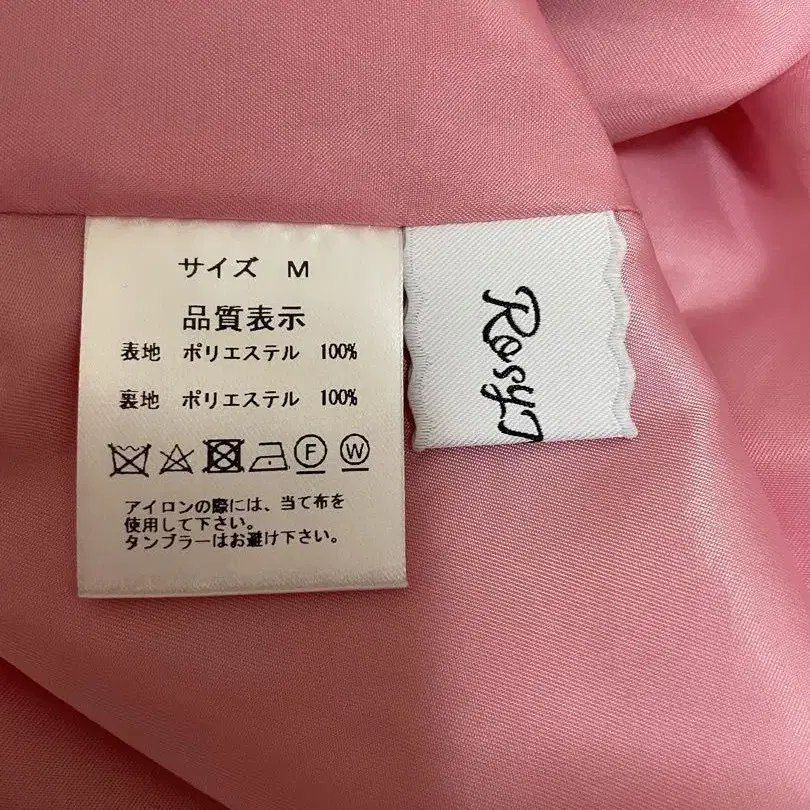 サイズ M
品質表示
表地 ポリエステル 100%
裏地 ポリエステル 100%
F W
アイロンの際には、当て布を
使用して下さい。
タンブラーはお避け下さい。
Rosy